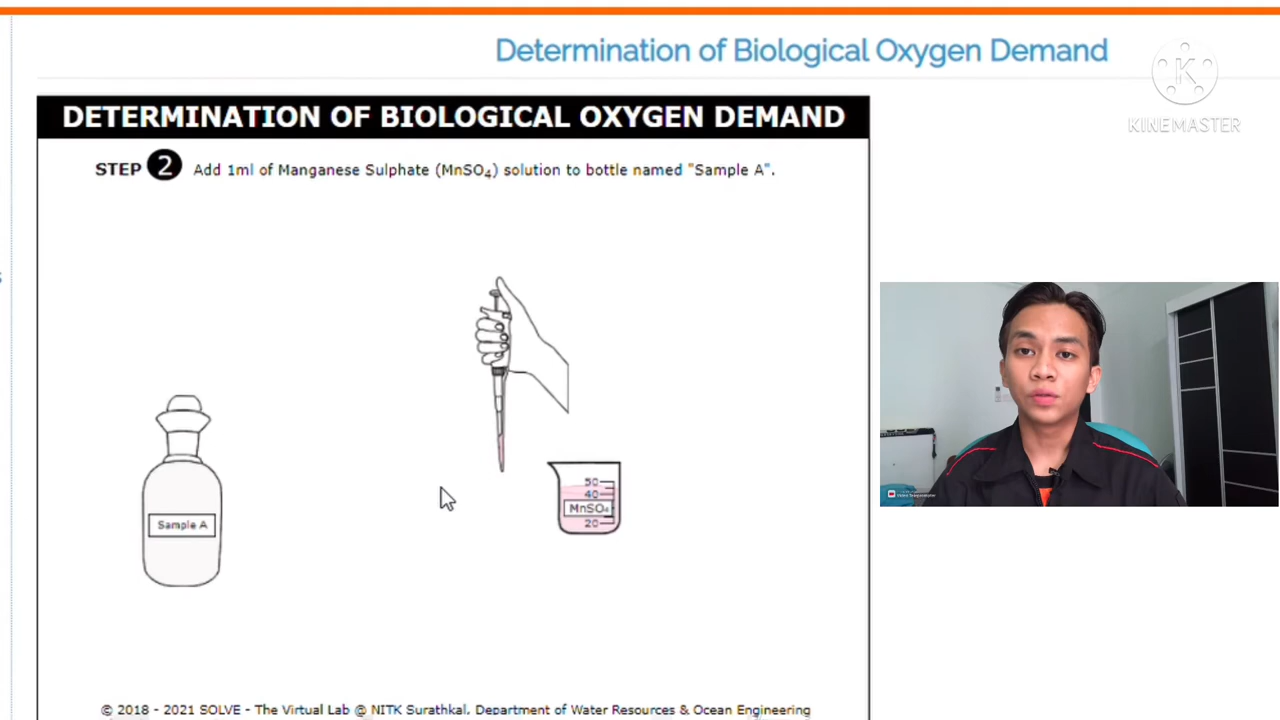 Determination of Biological Oxygen Demand
KINEMASTER
DETERMINATION OF BIOLOGICAL OXYGEN DEMAND
STEP 2 Add 1ml of Manganese Sulphate (MnSO₄) solution to bottle named "Sample A".
50
40
MnSO₄
20
Sample A
© 2018 - 2021 SOLVE - The Virtual Lab @ NITK Surathkal, Department of Water Resources & Ocean Engineering